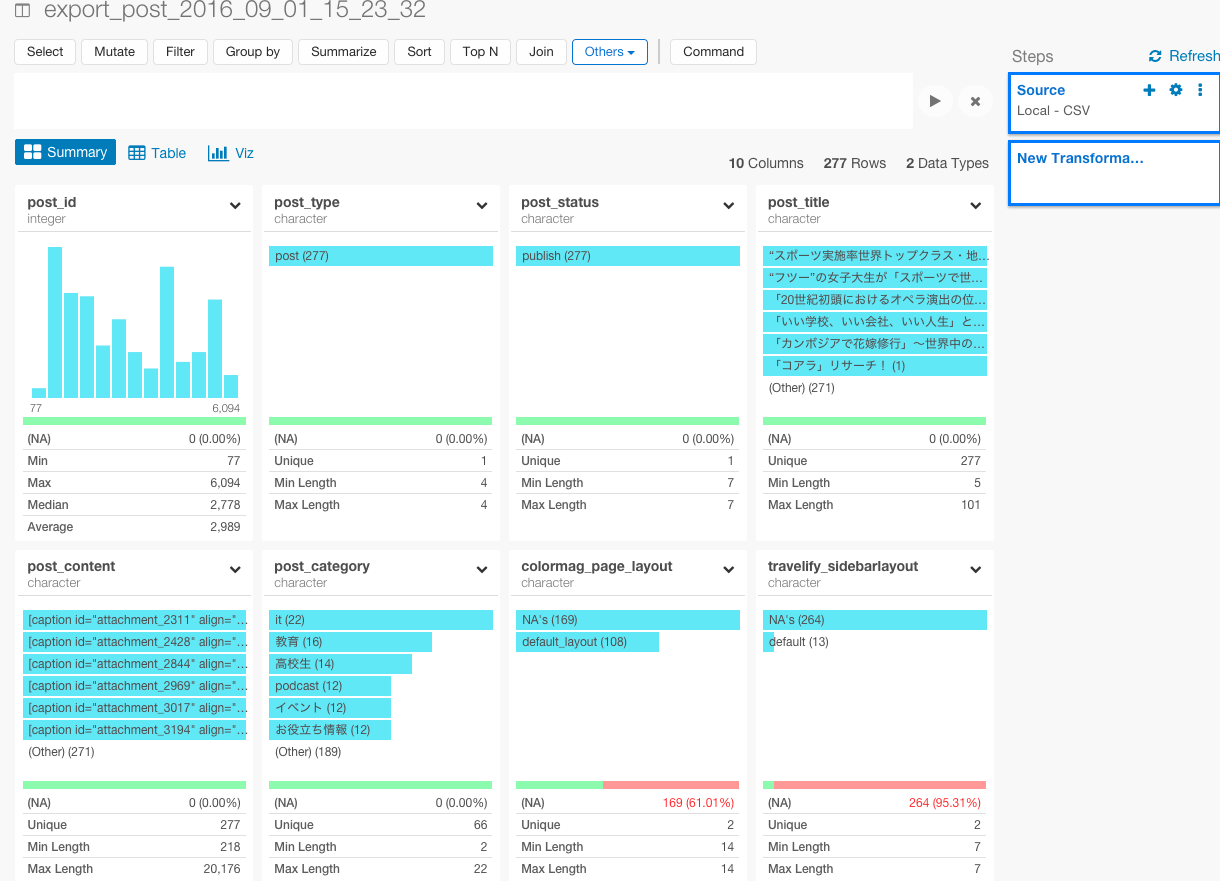 export_post_2016_09_01_15_23_32
Select Mutate Filter Group by Summarize Sort Top N Join Others Command
Steps Refresh
Source
Local - CSV
New Transforma...
Summary Table Viz
10 Columns 277 Rows 2 Data Types
post_id post_type post_status post_title
integer character character character
post (277) publish (277) “スポーツ実施率世界トップクラス・地...
“フツー”の女子大生が「スポーツで世...
「20世紀初頭におけるオペラ演出の位...
「いい学校、いい会社、いい人生」と...
「カンボジアで花嫁修行」〜世界中の...
「コアラ」リサーチ！ (1)
(Other) (271)
77 6,094
(NA) 0 (0.00%) (NA) 0 (0.00%) (NA) 0 (0.00%) (NA) 0 (0.00%)
Min 77 Unique 1 Unique 1 Unique 277
Max 6,094 Min Length 4 Min Length 7 Min Length 5
Median 2,778 Max Length 4 Max Length 7 Max Length 101
Average 2,989
post_content post_category colormag_page_layout travelify_sidebarlayout
character character character character
[caption id="attachment_2311" align="... it (22) NA's (169) NA's (264)
[caption id="attachment_2428" align="... 教育 (16) default_layout (108) default (13)
[caption id="attachment_2844" align="... 高校生 (14)
[caption id="attachment_2969" align="... podcast (12)
[caption id="attachment_3017" align="... イベント (12)
[caption id="attachment_3194" align="... お役立ち情報 (12)
(Other) (271) (Other) (189)
(NA) 0 (0.00%) (NA) 0 (0.00%) (NA) 169 (61.01%) (NA) 264 (95.31%)
Unique 277 Unique 66 Unique 2 Unique 2
Min Length 218 Min Length 2 Min Length 14 Min Length 7
Max Length 20,176 Max Length 22 Max Length 14 Max Length 7